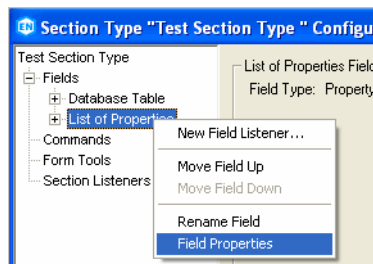 EN Section Type "Test Section Type " Configu
Test Section Type
Fields
Database Table
List of Properties
Commands
Form Tools
Section Listeners
List of Properties Field
Field Type: Property
New Field Listener...
Move Field Up
Move Field Down
Rename Field
Field Properties